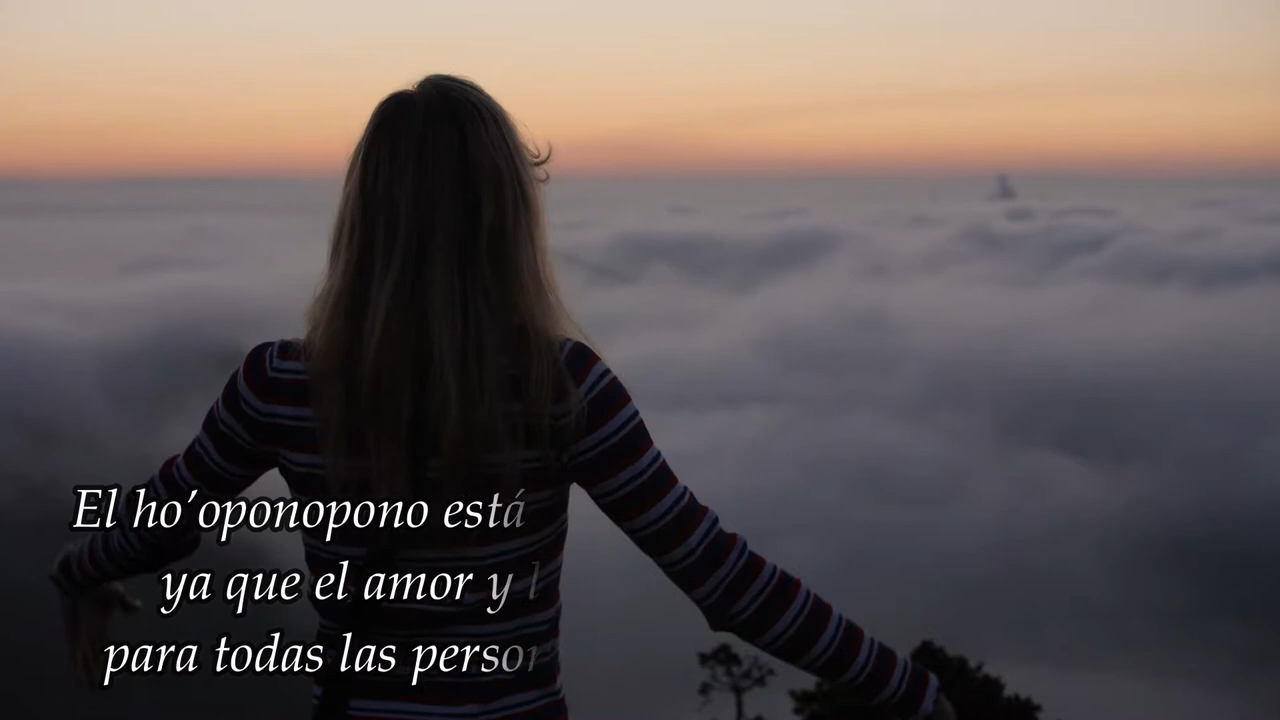 El ho’oponopono está
ya que el amor y
para todas las